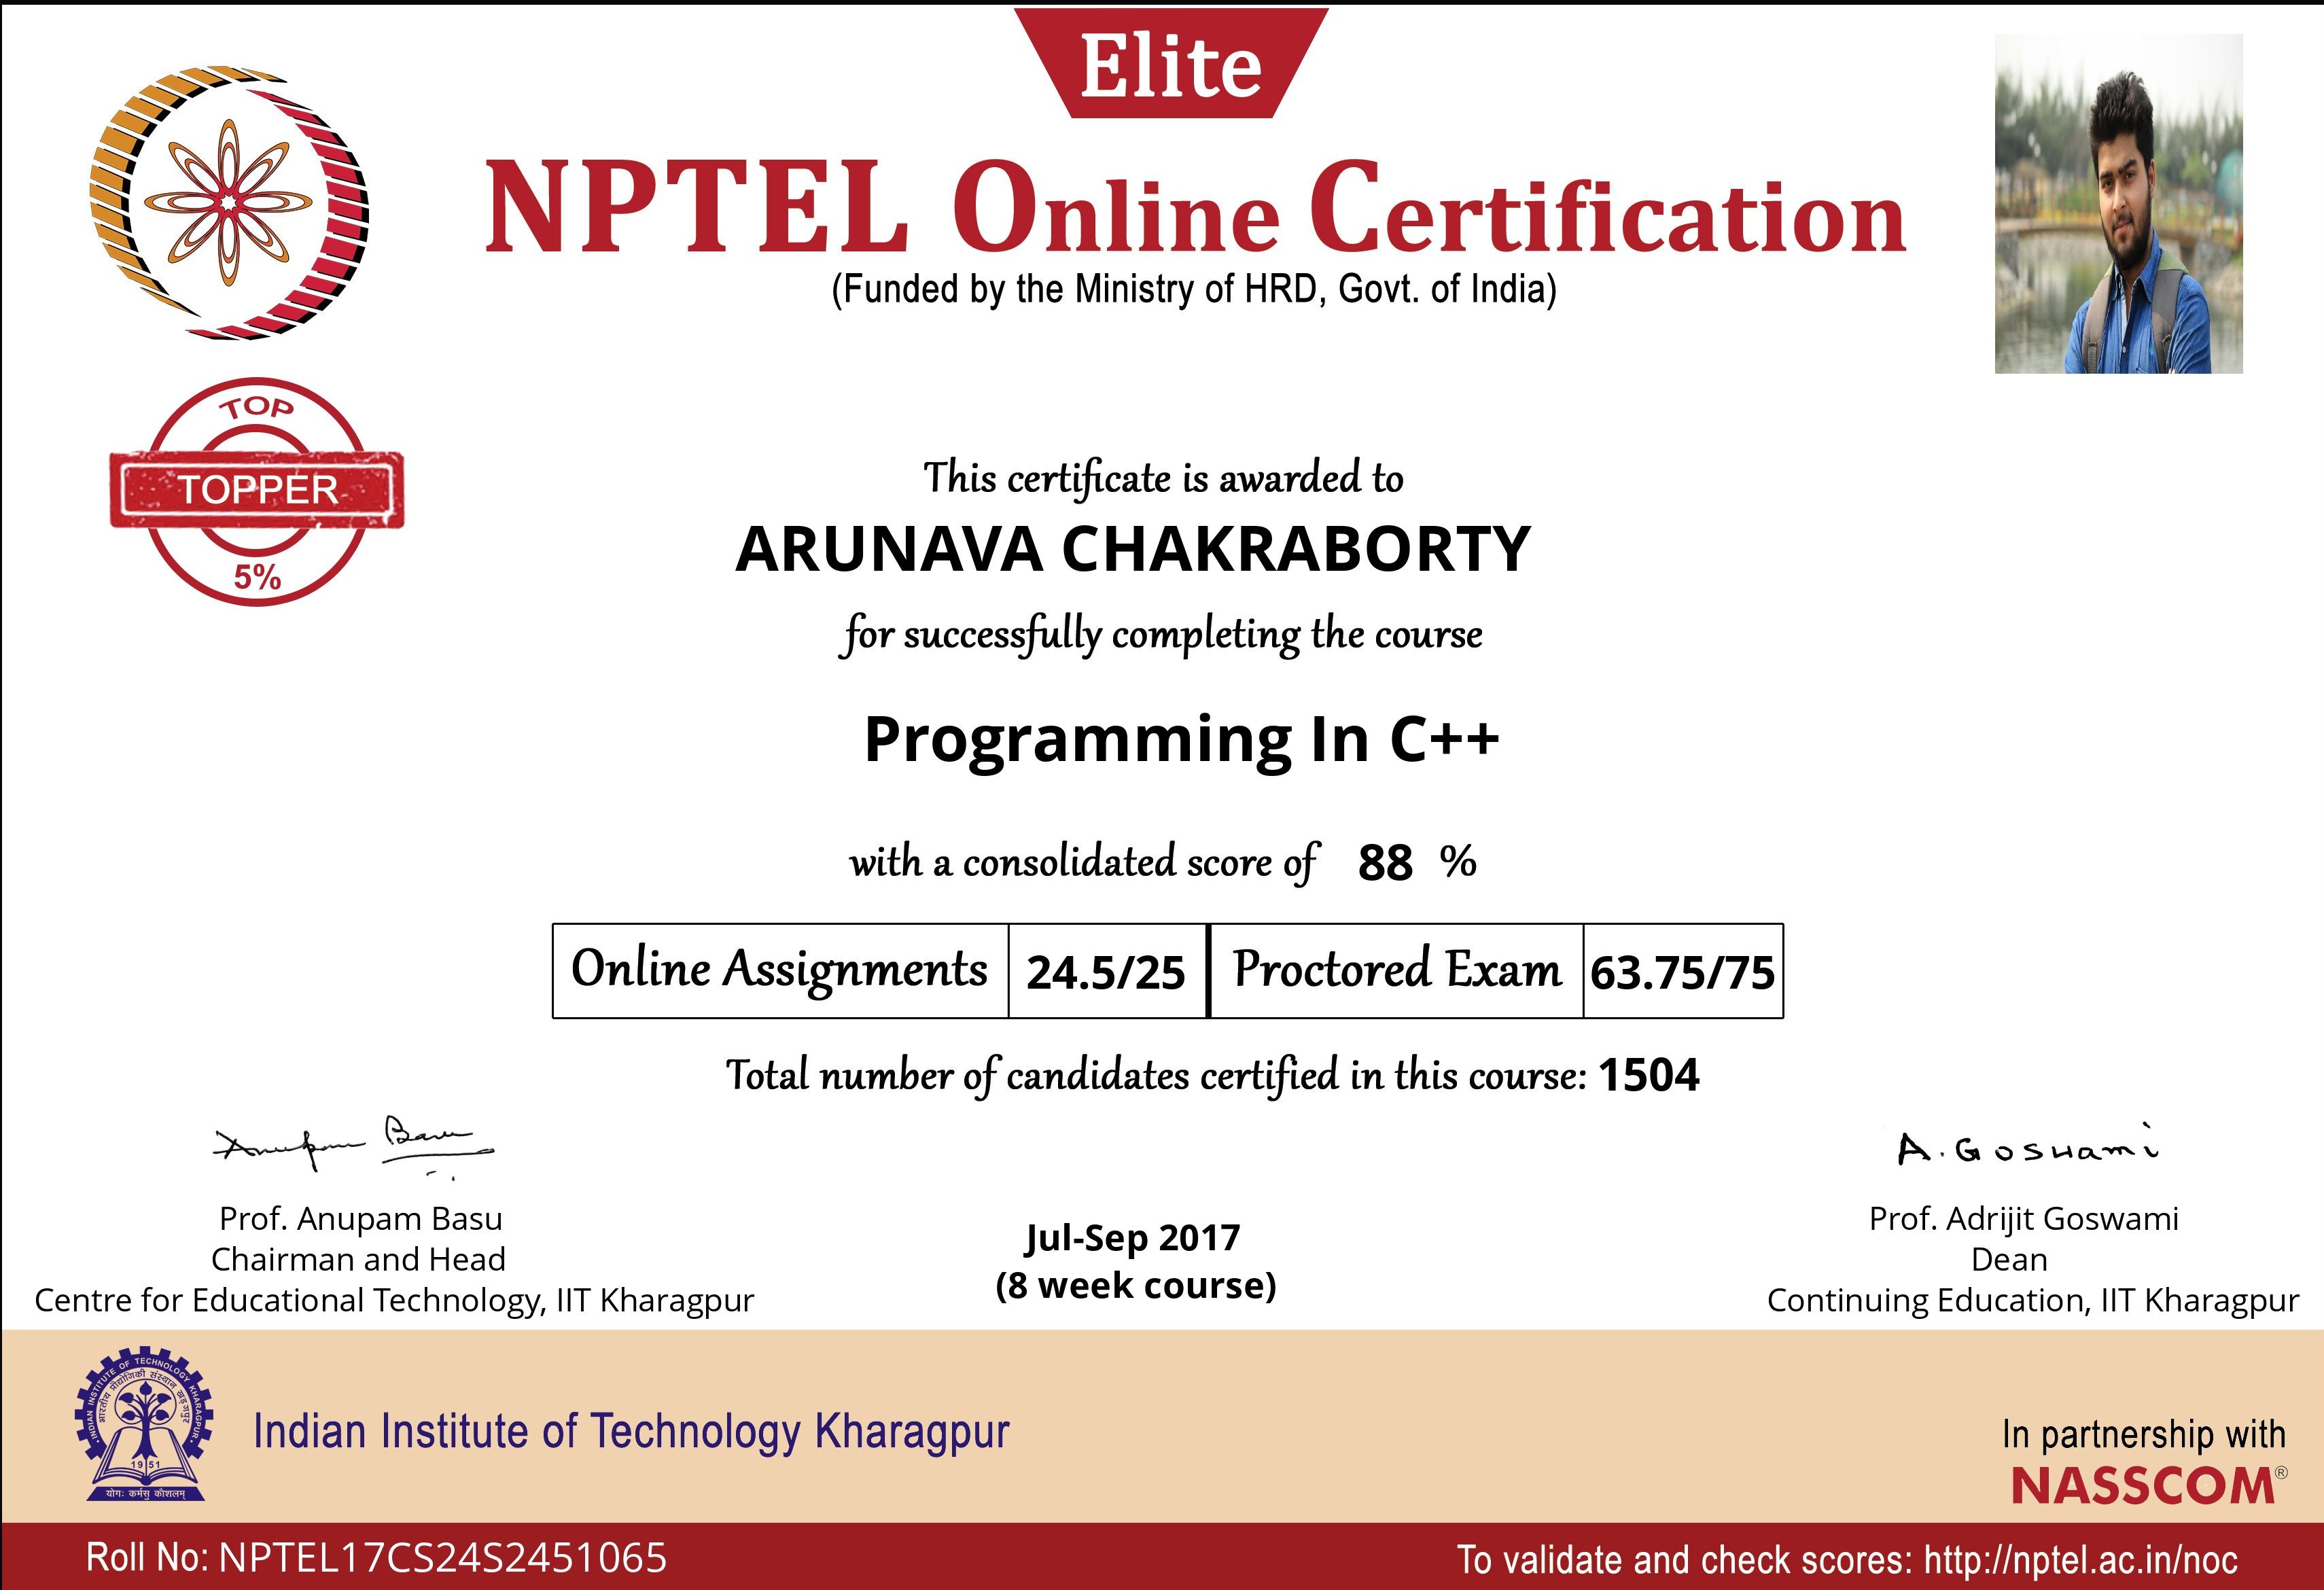 Elite
NPTEL Online Certification
(Funded by the Ministry of HRD, Govt. of India)
TOP
TOPPER
5%
This certificate is awarded to
ARUNAVA CHAKRABORTY
for successfully completing the course
Programming In C++
with a consolidated score of 88 %
Online Assignments 24.5/25 Proctored Exam 63.75/75
Total number of candidates certified in this course: 1504
Anupam Basu
A. Goswami
Prof. Anupam Basu
Chairman and Head
Centre for Educational Technology, IIT Kharagpur
Jul-Sep 2017
(8 week course)
Prof. Adrijit Goswami
Dean
Continuing Education, IIT Kharagpur
INDIAN INSTITUTE OF TECHNOLOGY KHARAGPUR
भारतीय प्रौद्योगिकी संस्थान खड़गपुर
1951
योगः कर्मसु कौशलम्
Indian Institute of Technology Kharagpur
In partnership with
NASSCOM®
Roll No: NPTEL17CS24S2451065
To validate and check scores: http://nptel.ac.in/noc